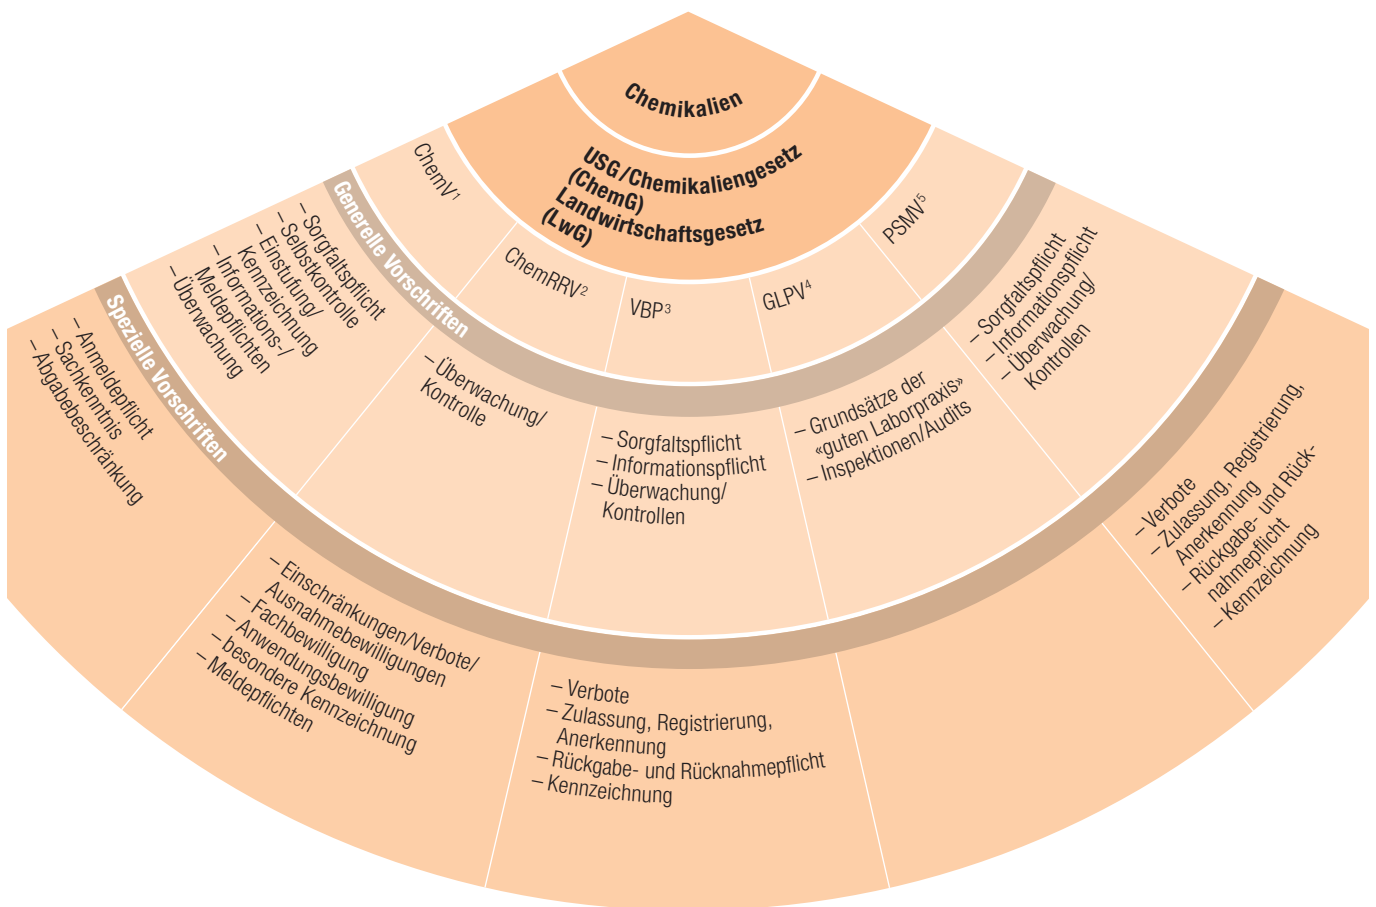 Chemikalien
USG/Chemikaliengesetz
(ChemG)
Landwirtschaftsgesetz
(LwG)
ChemV¹
ChemRRV²
VBP³
GLPV⁴
PSMV⁵
Generelle Vorschriften
– Sorgfaltspflicht
– Selbstkontrolle
– Einstufung/
Kennzeichnung
– Informations-/
Meldepflichten
– Überwachung
– Überwachung/
Kontrolle
– Sorgfaltspflicht
– Informationspflicht
– Überwachung/
Kontrollen
– Grundsätze der
«guten Laborpraxis»
– Inspektionen/Audits
– Sorgfaltspflicht
– Informationspflicht
– Überwachung/
Kontrollen
Spezielle Vorschriften
– Anmeldepflicht
– Sachkenntnis
– Abgabebeschränkung
– Einschränkungen/Verbote/
Ausnahmebewilligungen
– Fachbewilligung
– Anwendungsbewilligung
– besondere Kennzeichnung
– Meldepflichten
– Verbote
– Zulassung, Registrierung,
Anerkennung
– Rückgabe- und Rücknahmepflicht
– Kennzeichnung
– Verbote
– Zulassung, Registrierung,
Anerkennung
– Rückgabe- und Rück-
nahmepflicht
– Kennzeichnung